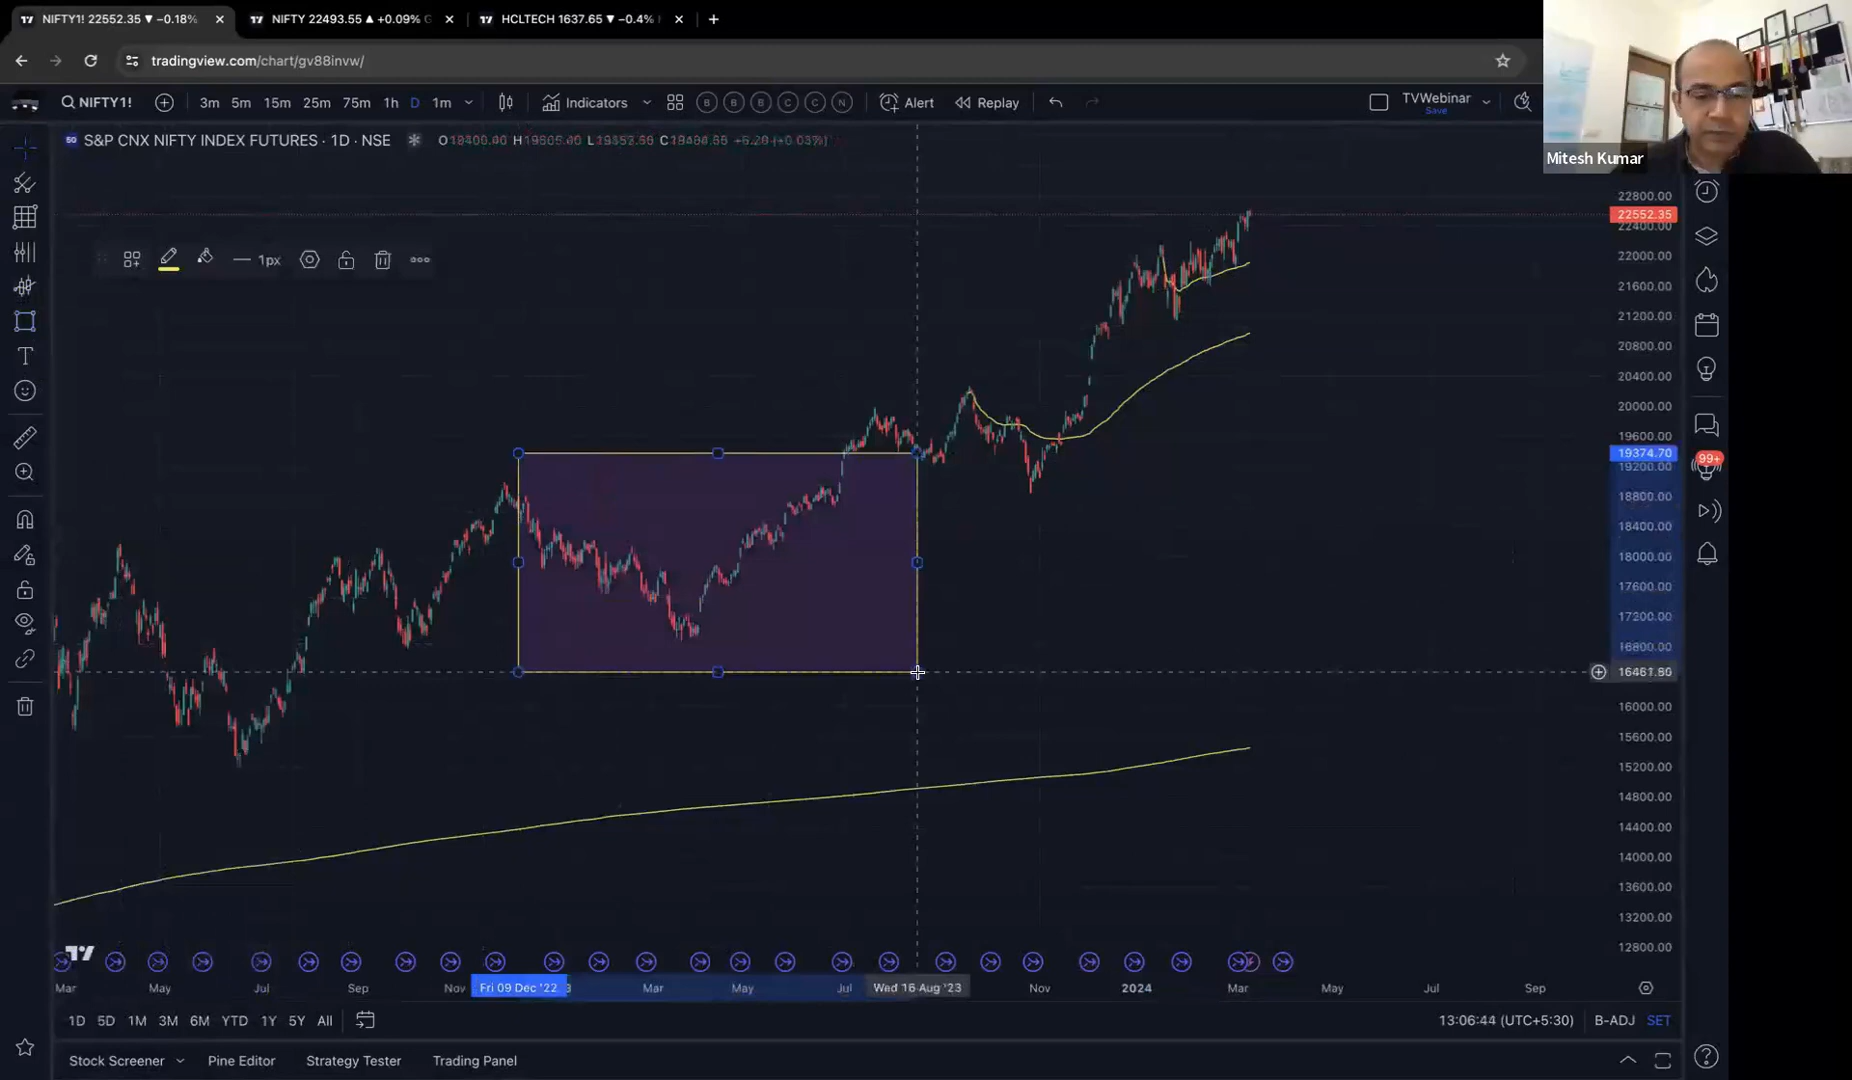 NIFTY1! 22552.35 ▼ −0.18%
NIFTY 22493.55 ▲ +0.09%
HCLTECH 1637.65 ▼ −0.4%
tradingview.com/chart/gv88invw/
NIFTY1!
3m 5m 15m 25m 75m 1h D 1m
Indicators
B B B C C N
Alert
Replay
TVWebinar
Save
Mitesh Kumar
S&P CNX NIFTY INDEX FUTURES · 1D · NSE
1px
22800.00
22552.35
22400.00
22000.00
21600.00
21200.00
20800.00
20400.00
20000.00
19600.00
19374.70
19200.00
18800.00
18400.00
18000.00
17600.00
17200.00
16800.00
16461.80
16000.00
15600.00
15200.00
14800.00
14400.00
14000.00
13600.00
13200.00
12800.00
99+
Mar May Jul Sep Nov Fri 09 Dec '22 Mar May Jul Wed 16 Aug '23 Nov 2024 Mar May Jul Sep
1D 5D 1M 3M 6M YTD 1Y 5Y All
13:06:44 (UTC+5:30) B-ADJ SET
Stock Screener Pine Editor Strategy Tester Trading Panel